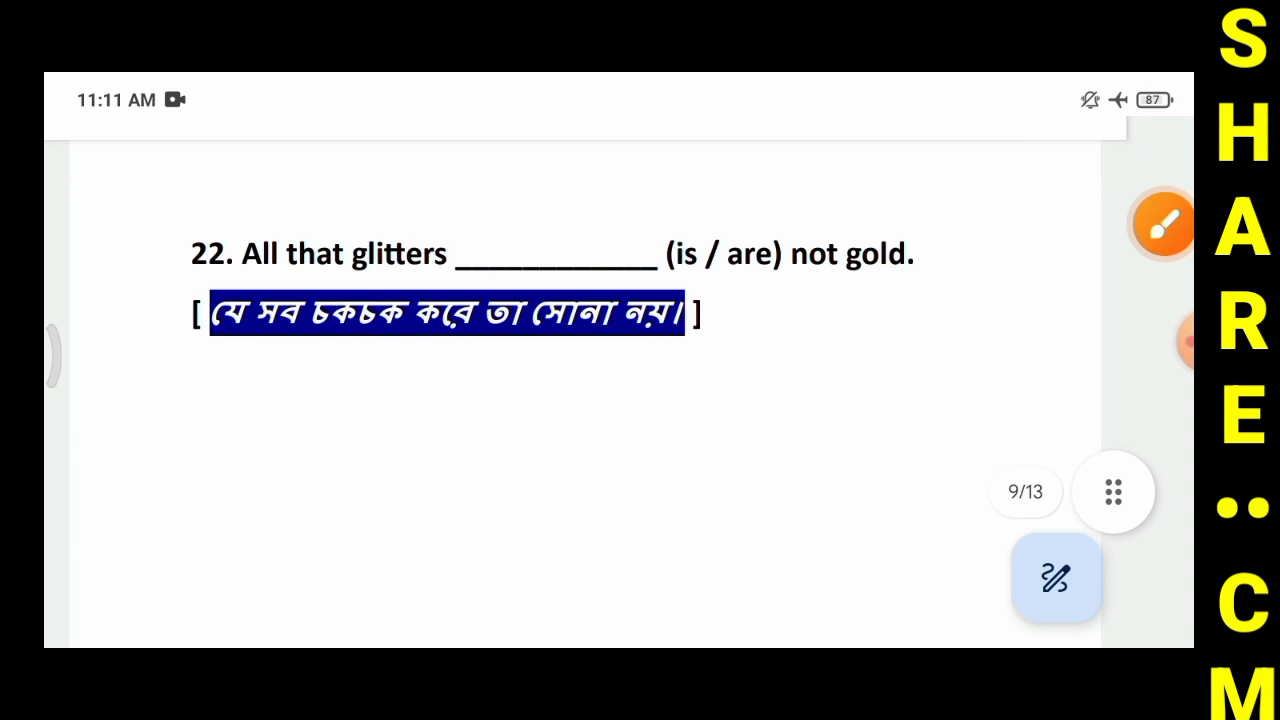 11:11 AM
87
22. All that glitters ____________ (is / are) not gold.
[ যে সব চকচক করে তা সোনা নয়। ]
9/13
SHARE..CM